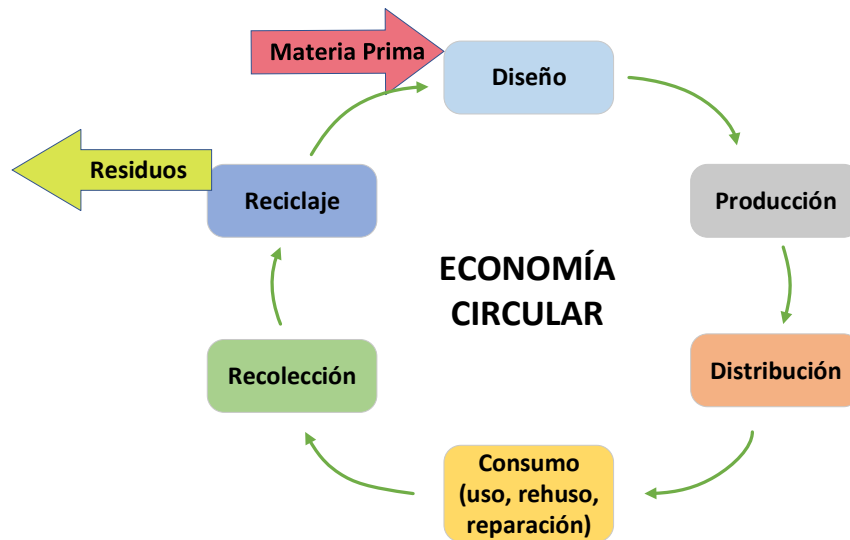 Materia Prima
Diseño
Residuos
Reciclaje
Producción
ECONOMÍA
CIRCULAR
Recolección
Distribución
Consumo
(uso, rehuso,
reparación)